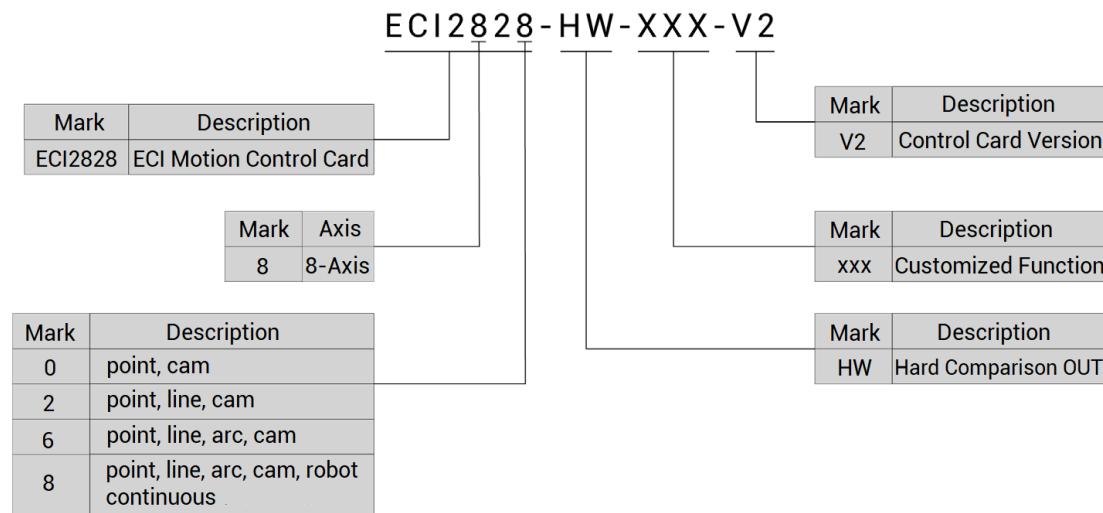 ECI2828-HW-XXX-V2
Mark Description
ECI2828 ECI Motion Control Card
Mark Axis
8 8-Axis
Mark Description
0 point, cam
2 point, line, cam
6 point, line, arc, cam
8 point, line, arc, cam, robot
continuous
Mark Description
V2 Control Card Version
Mark Description
xxx Customized Function
Mark Description
HW Hard Comparison OUT